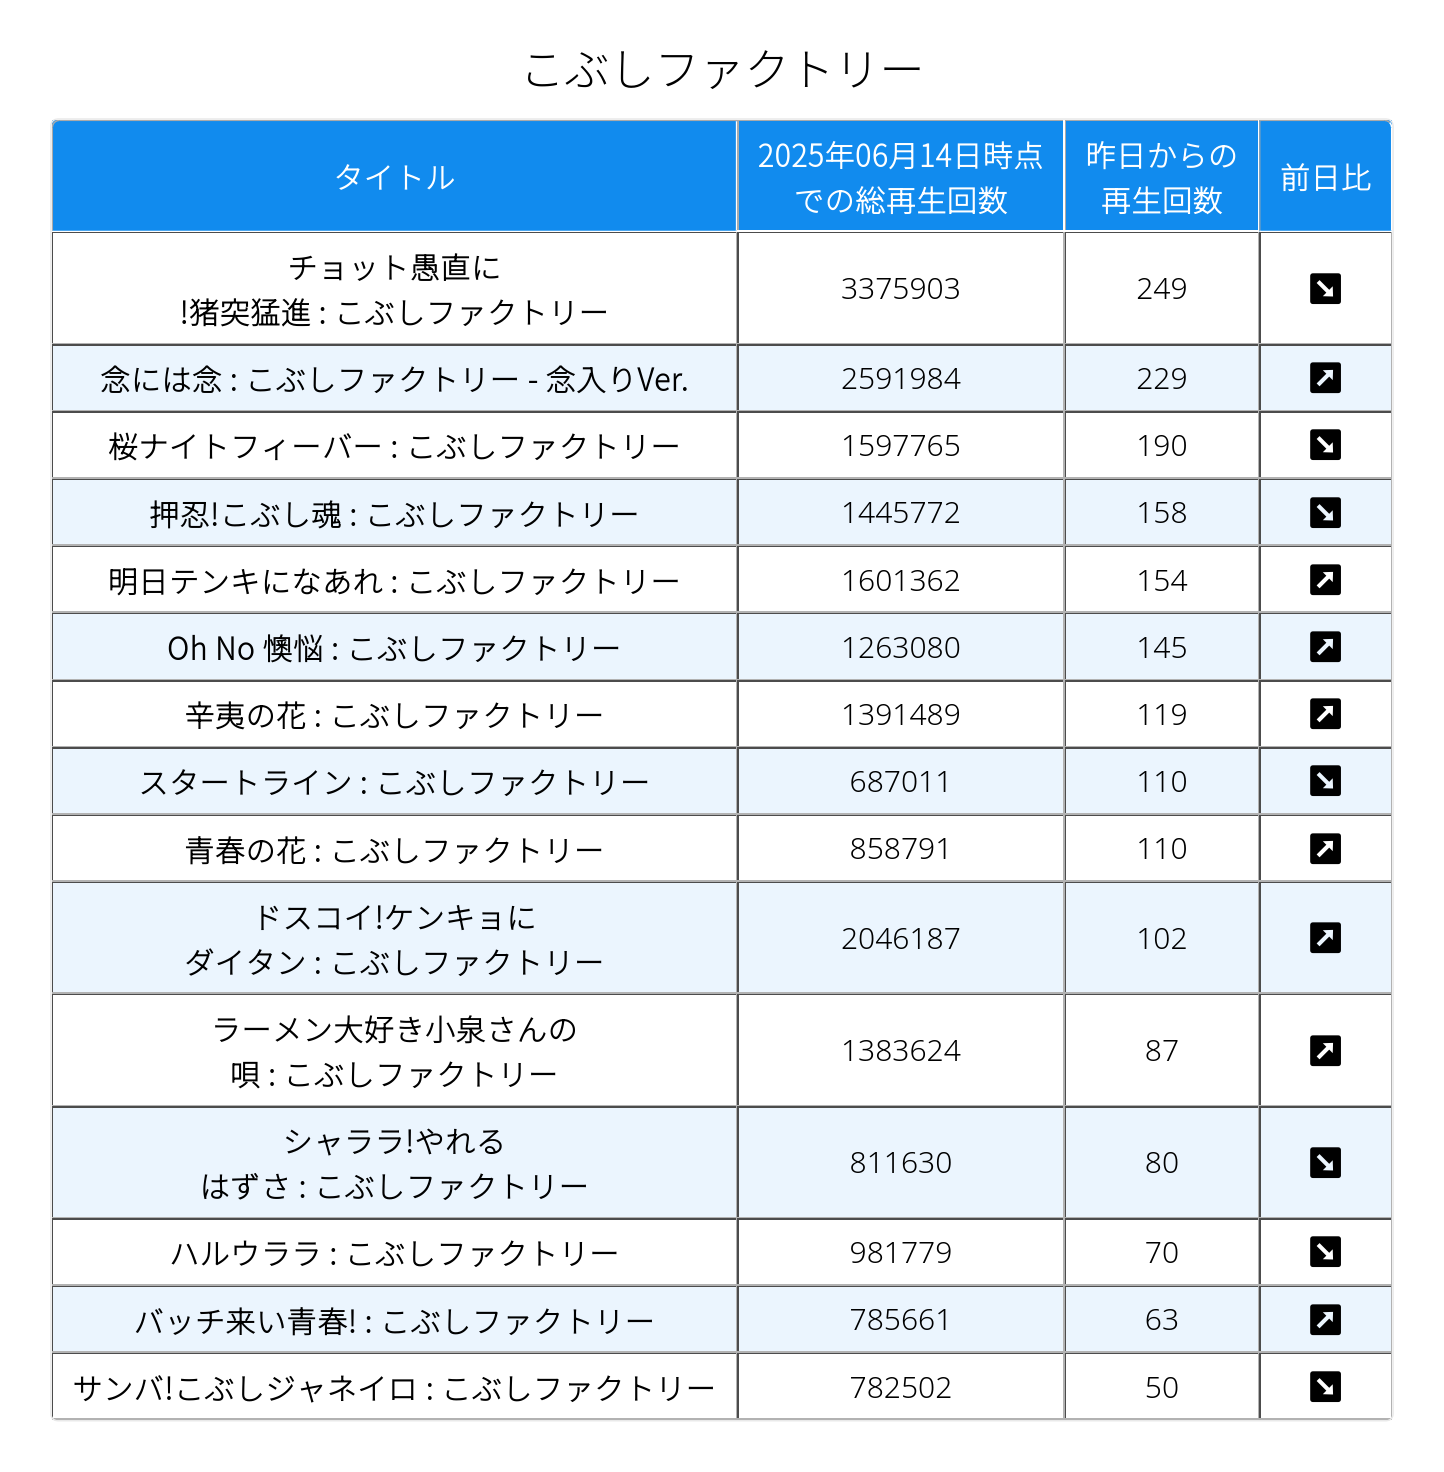 こぶしファクトリー
タイトル
2025年06月14日時点
での総再生回数
昨日からの
再生回数
前日比
チョット愚直に
!猪突猛進 : こぶしファクトリー
3375903
249
念には念 : こぶしファクトリー - 念入りVer.
2591984
229
桜ナイトフィーバー : こぶしファクトリー
1597765
190
押忍!こぶし魂 : こぶしファクトリー
1445772
158
明日テンキになあれ : こぶしファクトリー
1601362
154
Oh No 懊悩 : こぶしファクトリー
1263080
145
辛夷の花 : こぶしファクトリー
1391489
119
スタートライン : こぶしファクトリー
687011
110
青春の花 : こぶしファクトリー
858791
110
ドスコイ!ケンキョに
ダイタン : こぶしファクトリー
2046187
102
ラーメン大好き小泉さんの
唄 : こぶしファクトリー
1383624
87
シャララ!やれる
はずさ : こぶしファクトリー
811630
80
ハルウララ : こぶしファクトリー
981779
70
バッチ来い青春! : こぶしファクトリー
785661
63
サンバ!こぶしジャネイロ : こぶしファクトリー
782502
50